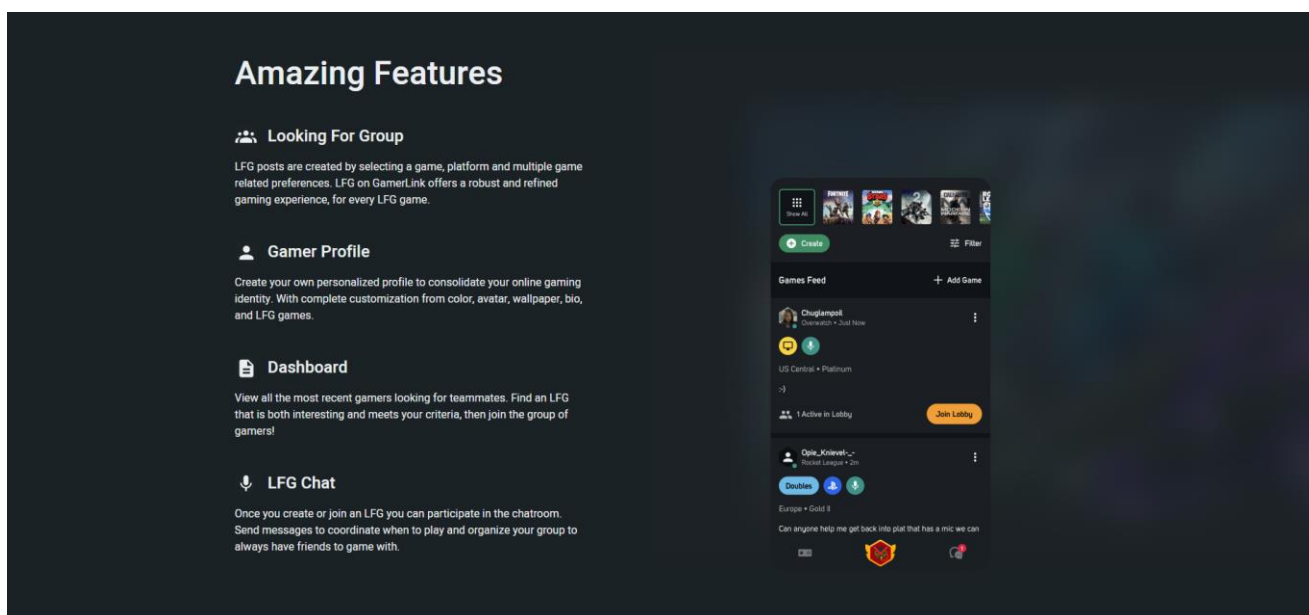 Amazing Features
Looking For Group
LFG posts are created by selecting a game, platform and multiple game
related preferences. LFG on GamerLink offers a robust and refined
gaming experience, for every LFG game.
Gamer Profile
Create your own personalized profile to consolidate your online gaming
identity. With complete customization from color, avatar, wallpaper, bio,
and LFG games.
Dashboard
View all the most recent gamers looking for teammates. Find an LFG
that is both interesting and meets your criteria, then join the group of
gamers!
LFG Chat
Once you create or join an LFG you can participate in the chatroom.
Send messages to coordinate when to play and organize your group to
always have friends to game with.
Show All
FORTNITE
2
Create
Filter
Games Feed
Add Game
Chuglampoil
Overwatch • Just Now
US Central • Platinum
:-)
1 Active in Lobby
Join Lobby
Opie_Knievel-_-
Rocket League • 2m
Doubles
Europe • Gold II
Can anyone help me get back into plat that has a mic we can